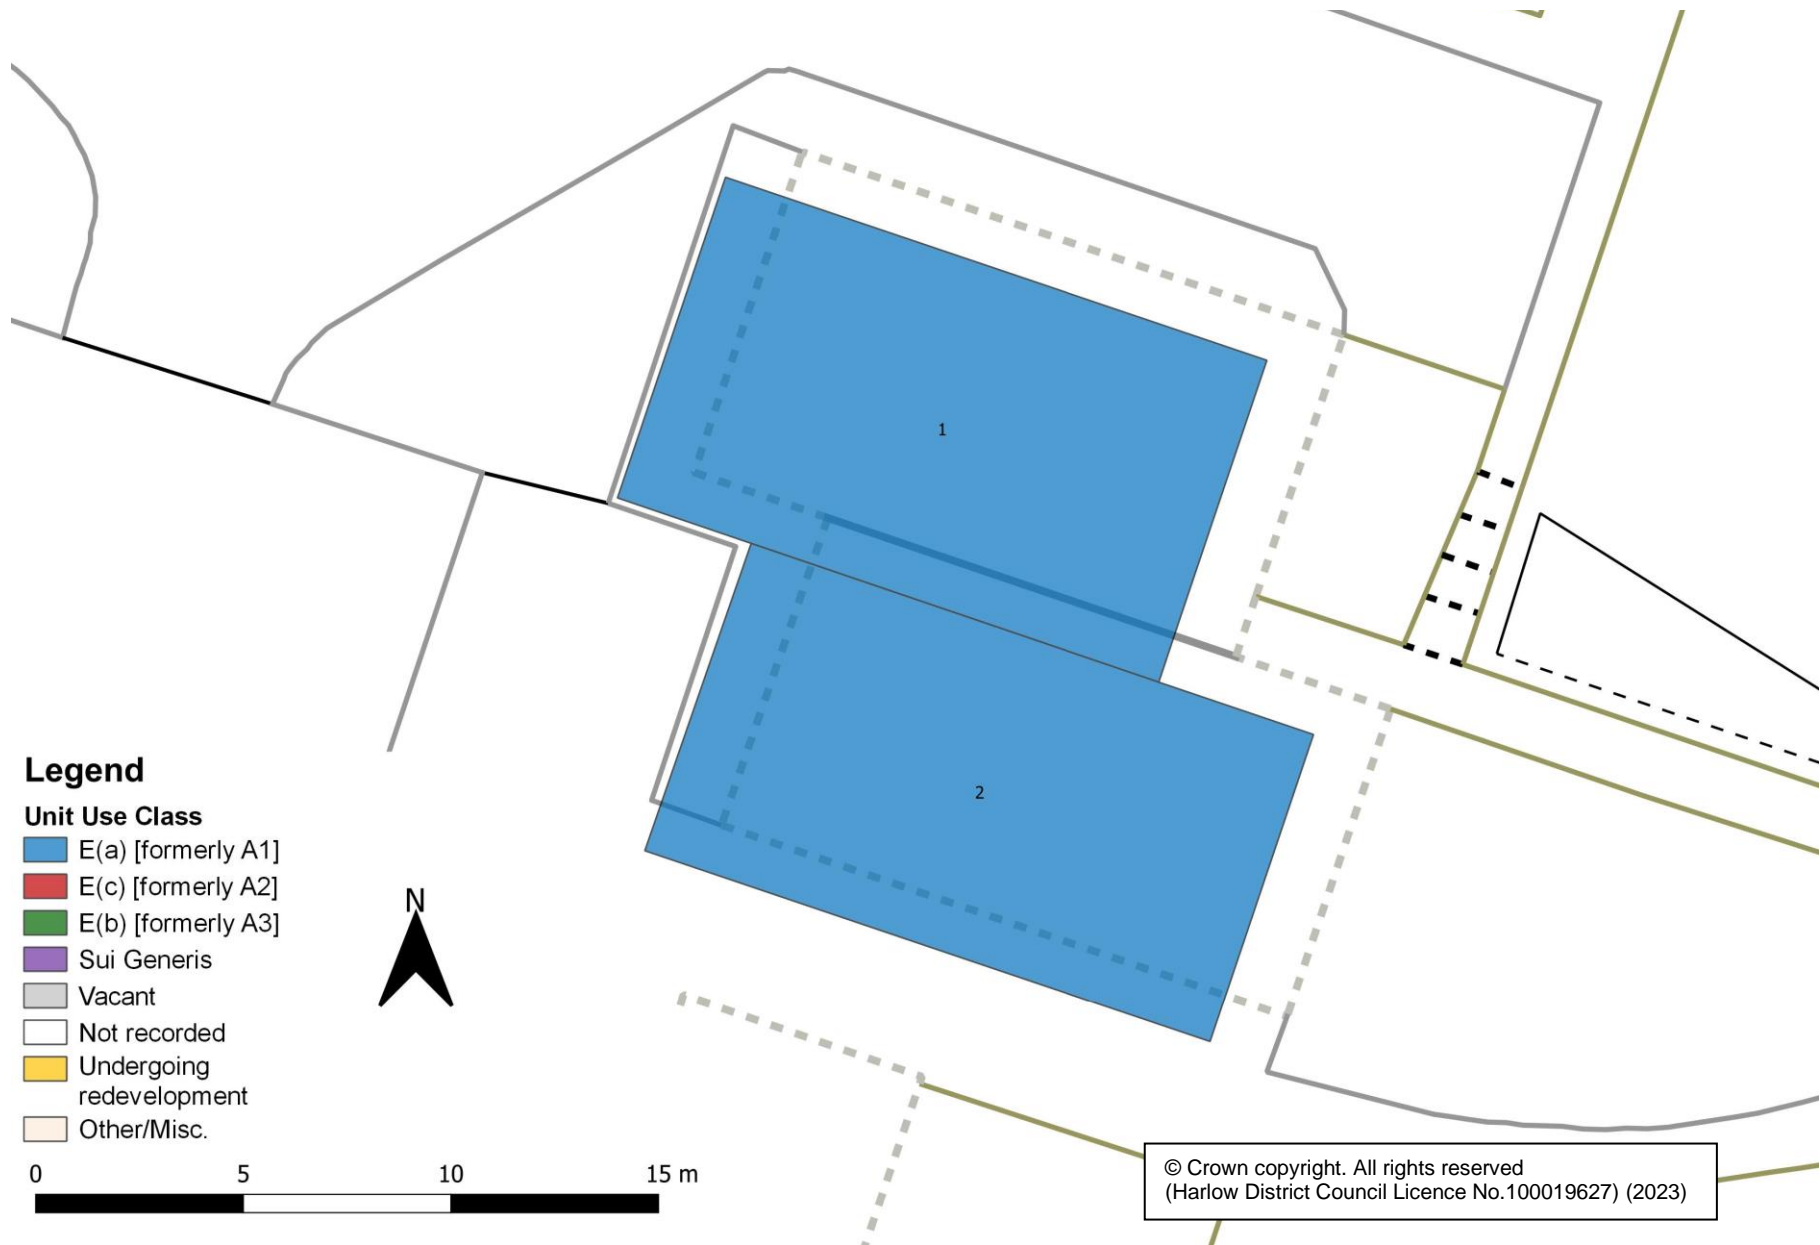 1
2
Legend
Unit Use Class
E(a) [formerly A1]
E(c) [formerly A2]
E(b) [formerly A3]
Sui Generis
Vacant
Not recorded
Undergoing
redevelopment
Other/Misc.
N
0 5 10 15 m
© Crown copyright. All rights reserved
(Harlow District Council Licence No.100019627) (2023)